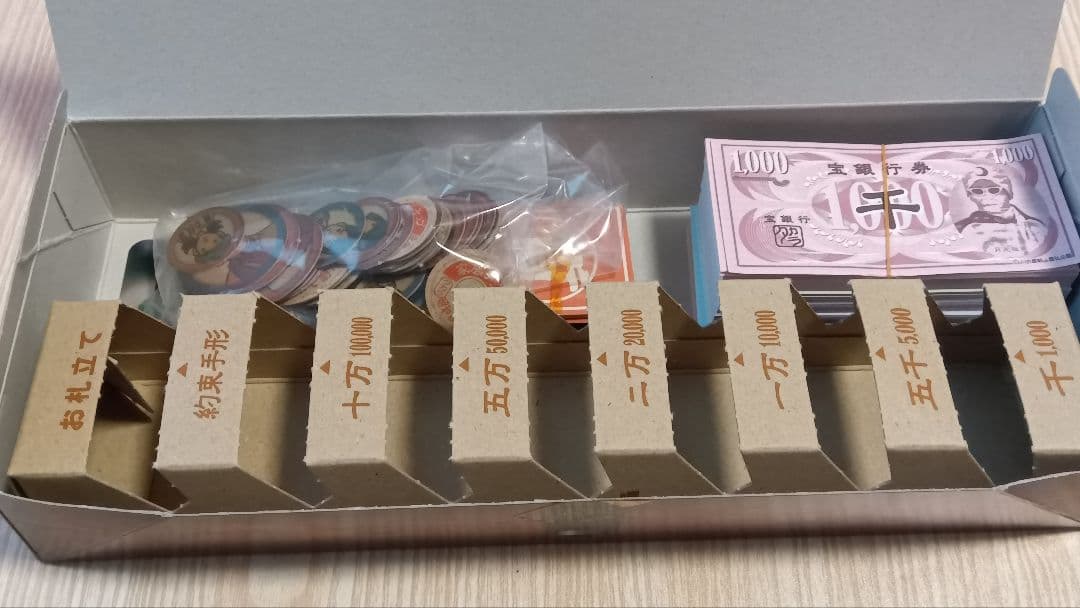 1,000
宝銀行券
1,000
1,000
千
宝銀行
お札立て
約束手形
十万 100,000
五万 50,000
二万 20,000
一万 10,000
五千 5,000
千 1,000